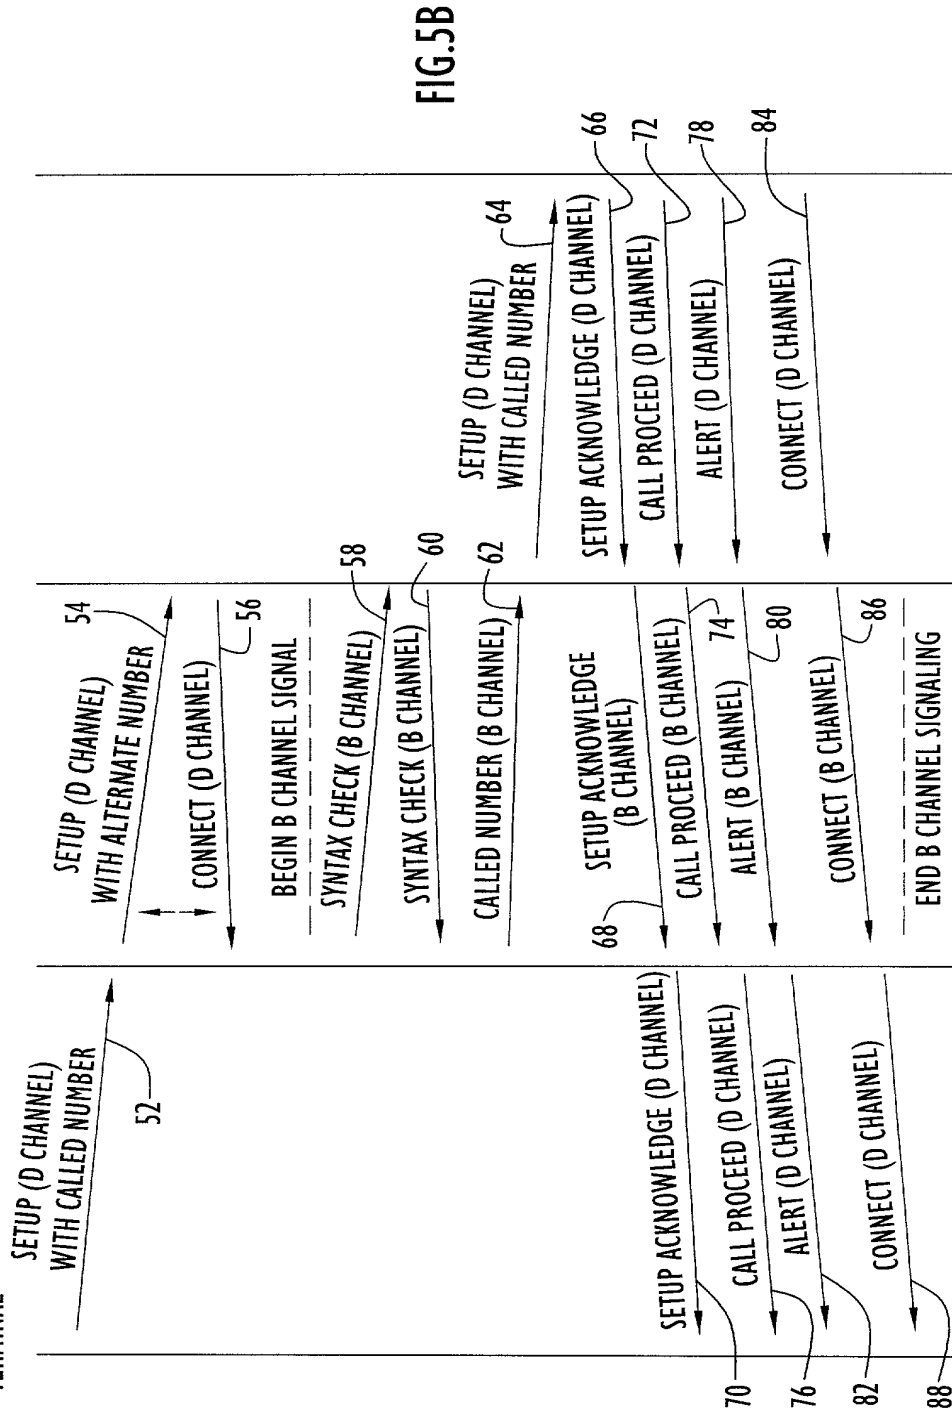 FIG.5B
SETUP (D CHANNEL)
WITH CALLED NUMBER
52
SETUP (D CHANNEL)
WITH ALTERNATE NUMBER
54
CONNECT (D CHANNEL)
56
BEGIN B CHANNEL SIGNAL
SYNTAX CHECK (B CHANNEL)
58
SYNTAX CHECK (B CHANNEL)
60
CALLED NUMBER (B CHANNEL)
62
SETUP (D CHANNEL)
WITH CALLED NUMBER
64
SETUP ACKNOWLEDGE (D CHANNEL)
66
SETUP ACKNOWLEDGE
(B CHANNEL)
68
SETUP ACKNOWLEDGE (D CHANNEL)
70
CALL PROCEED (D CHANNEL)
72
CALL PROCEED (B CHANNEL)
74
CALL PROCEED (D CHANNEL)
76
ALERT (D CHANNEL)
78
ALERT (B CHANNEL)
80
ALERT (D CHANNEL)
82
CONNECT (D CHANNEL)
84
CONNECT (B CHANNEL)
86
CONNECT (D CHANNEL)
88
END B CHANNEL SIGNALING